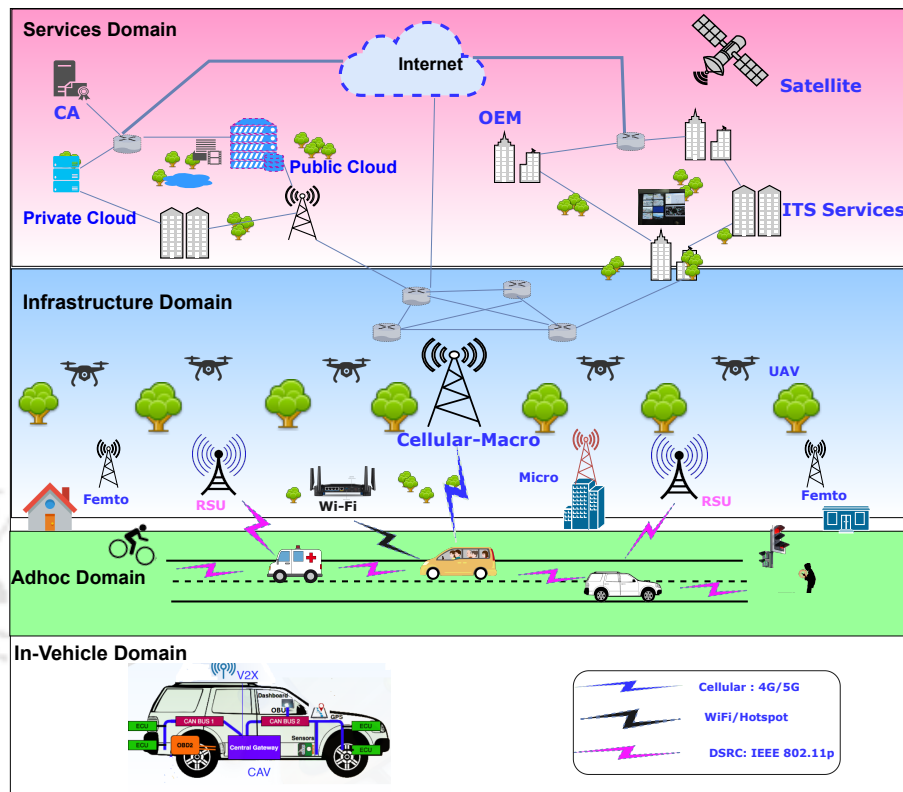 Services Domain
Internet
Satellite
CA
OEM
Public Cloud
Private Cloud
ITS Services
Infrastructure Domain
UAV
Cellular-Macro
Femto
RSU
Wi-Fi
Micro
RSU
Femto
Adhoc Domain
In-Vehicle Domain
V2X
Dashboard
OBU
GPS
CAN BUS 1
CAN BUS 2
ECU
ECU
ECU
OBD2
Central Gateway
Sensors
ECU
CAV
Cellular : 4G/5G
WiFi/Hotspot
DSRC: IEEE 802.11p